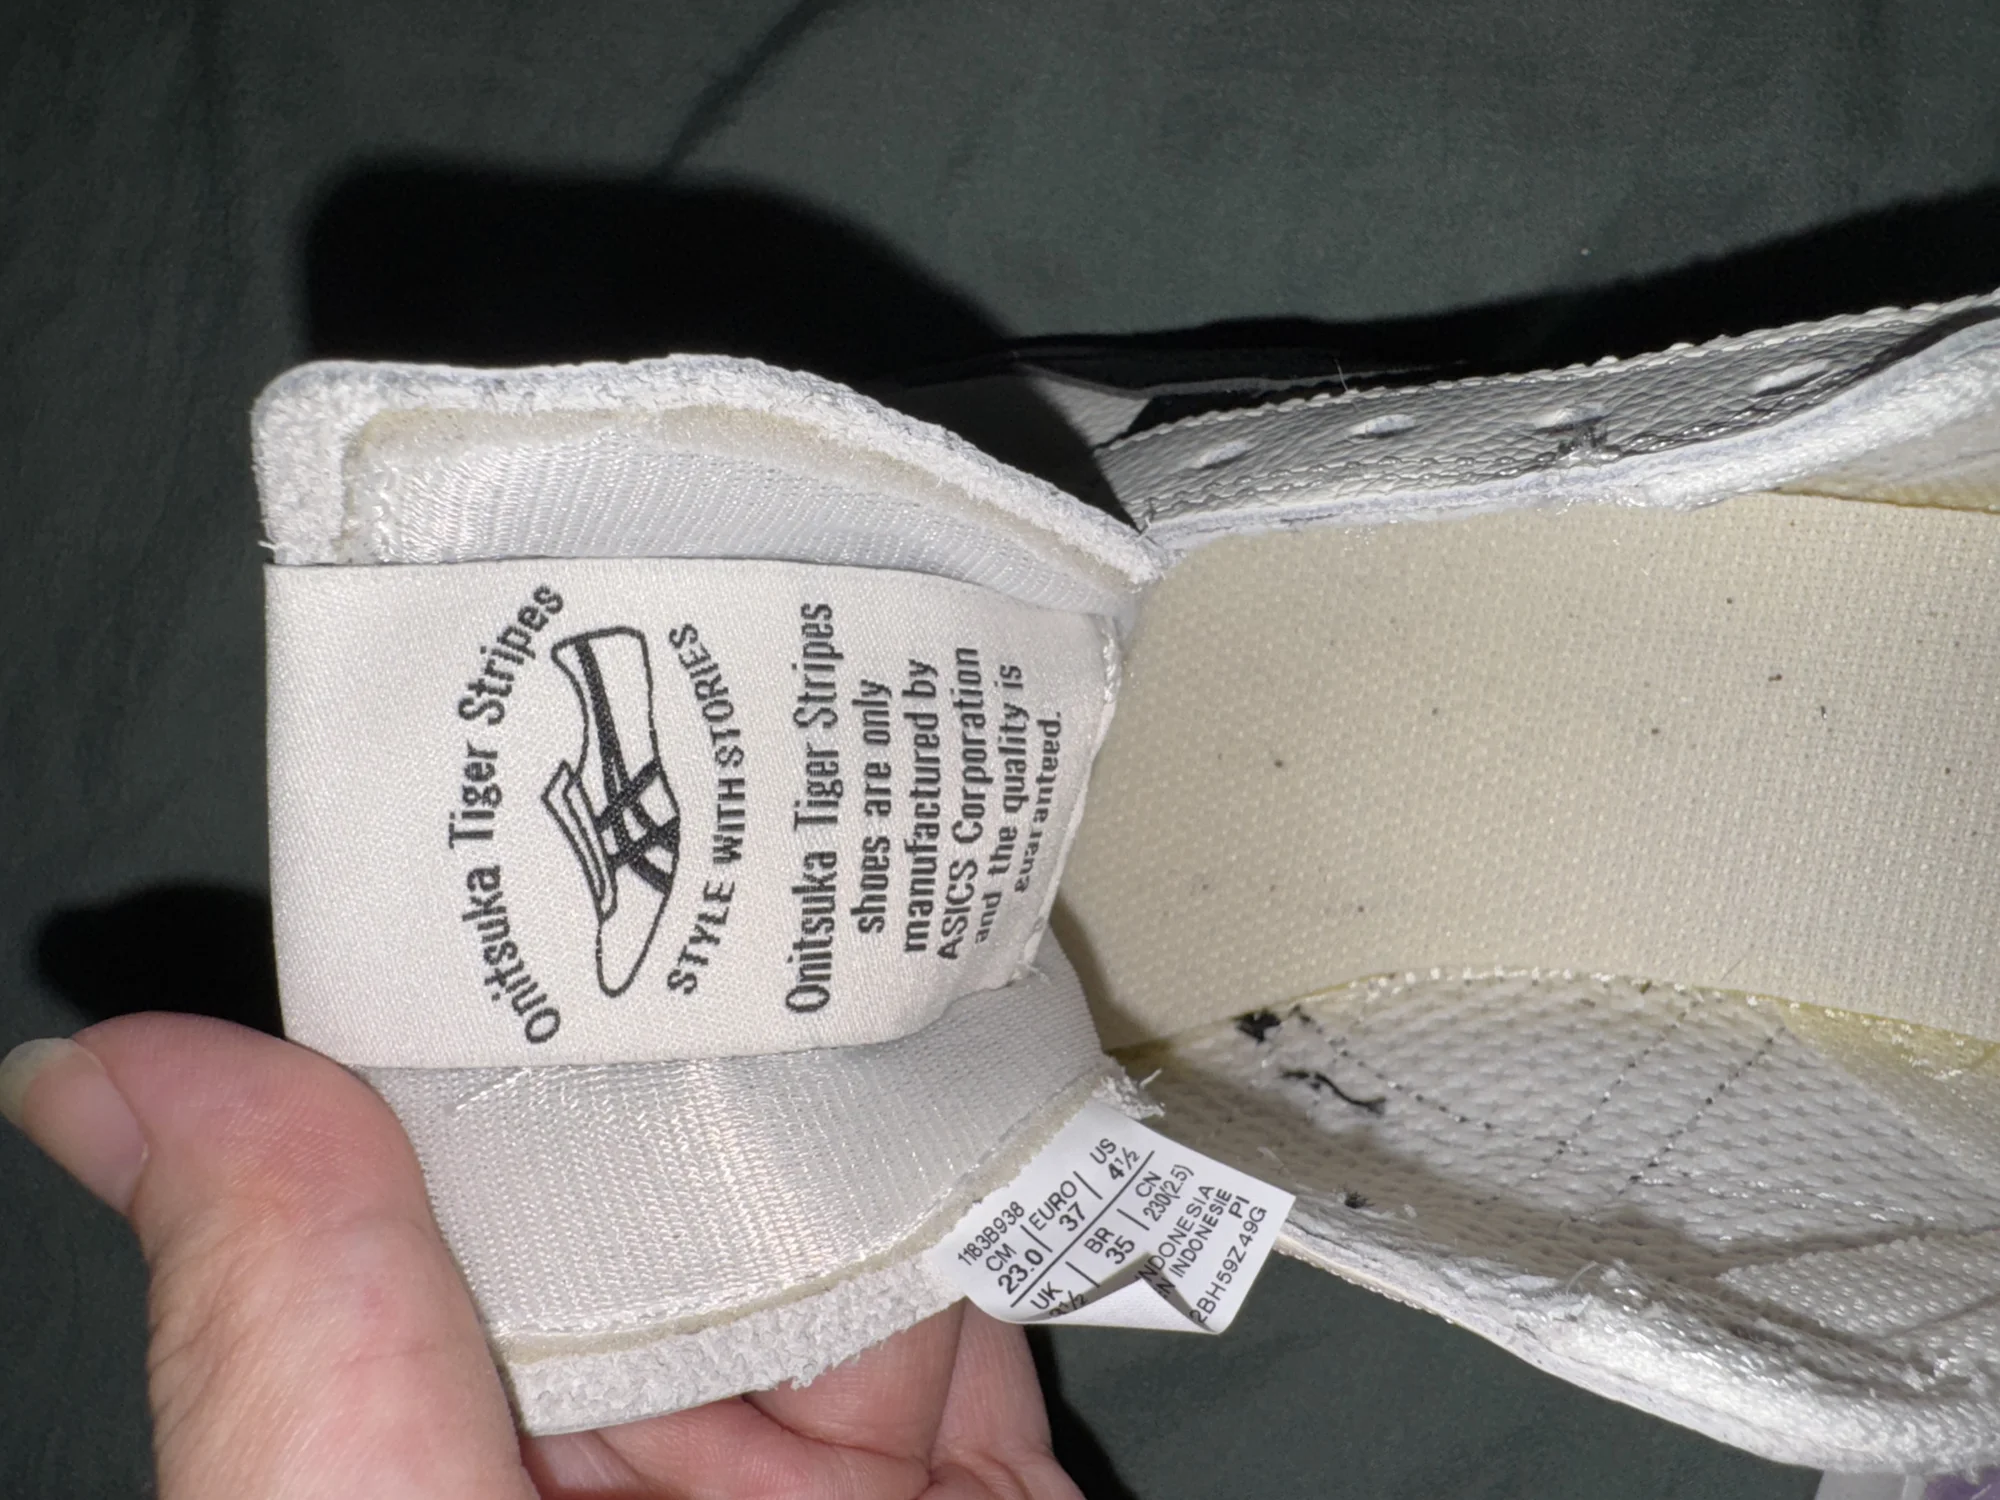 Onitsuka Tiger Stripes
STYLE WITH STORIES
Onitsuka Tiger Stripes
shoes are only
manufactured by
ASICS Corporation
and the quality is
guaranteed.
1183B938
CM EURO US
23.0 37 4½
UK BR CN
35 230(2.5)
INDONESIA
IN INDONESIE
PI
2BH59Z49G